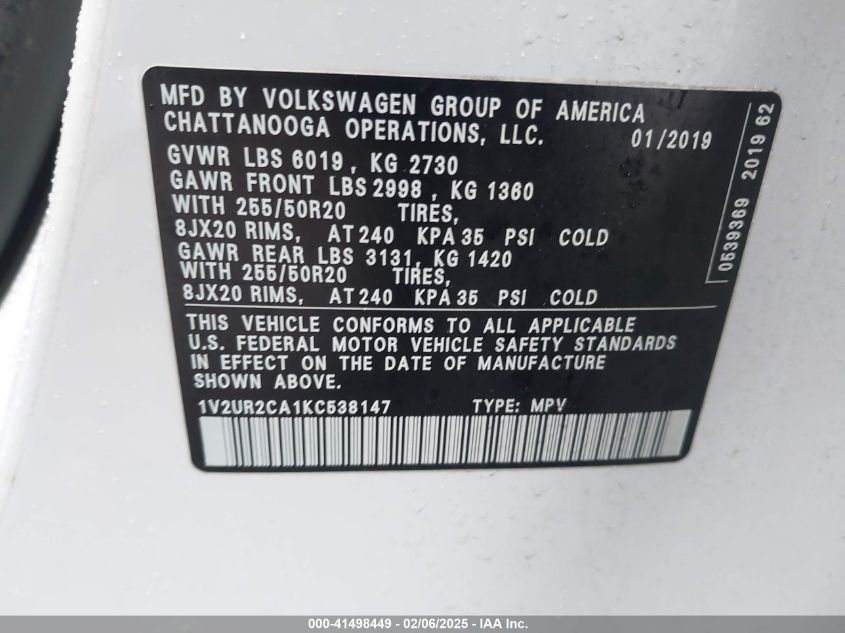 MFD BY VOLKSWAGEN GROUP OF AMERICA
CHATTANOOGA OPERATIONS, LLC. 01/2019
GVWR LBS 6019, KG 2730
GAWR FRONT LBS 2998, KG 1360
WITH 255/50R20 TIRES,
8JX20 RIMS, AT 240 KPA 35 PSI COLD
GAWR REAR LBS 3131, KG 1420
WITH 255/50R20 TIRES,
8JX20 RIMS, AT 240 KPA 35 PSI COLD
THIS VEHICLE CONFORMS TO ALL APPLICABLE
U.S. FEDERAL MOTOR VEHICLE SAFETY STANDARDS
IN EFFECT ON THE DATE OF MANUFACTURE
SHOWN ABOVE.
1V2UR2CA1KC538147 TYPE: MPV
0539369 2019 62
000-41498449 - 02/06/2025 - IAA Inc.